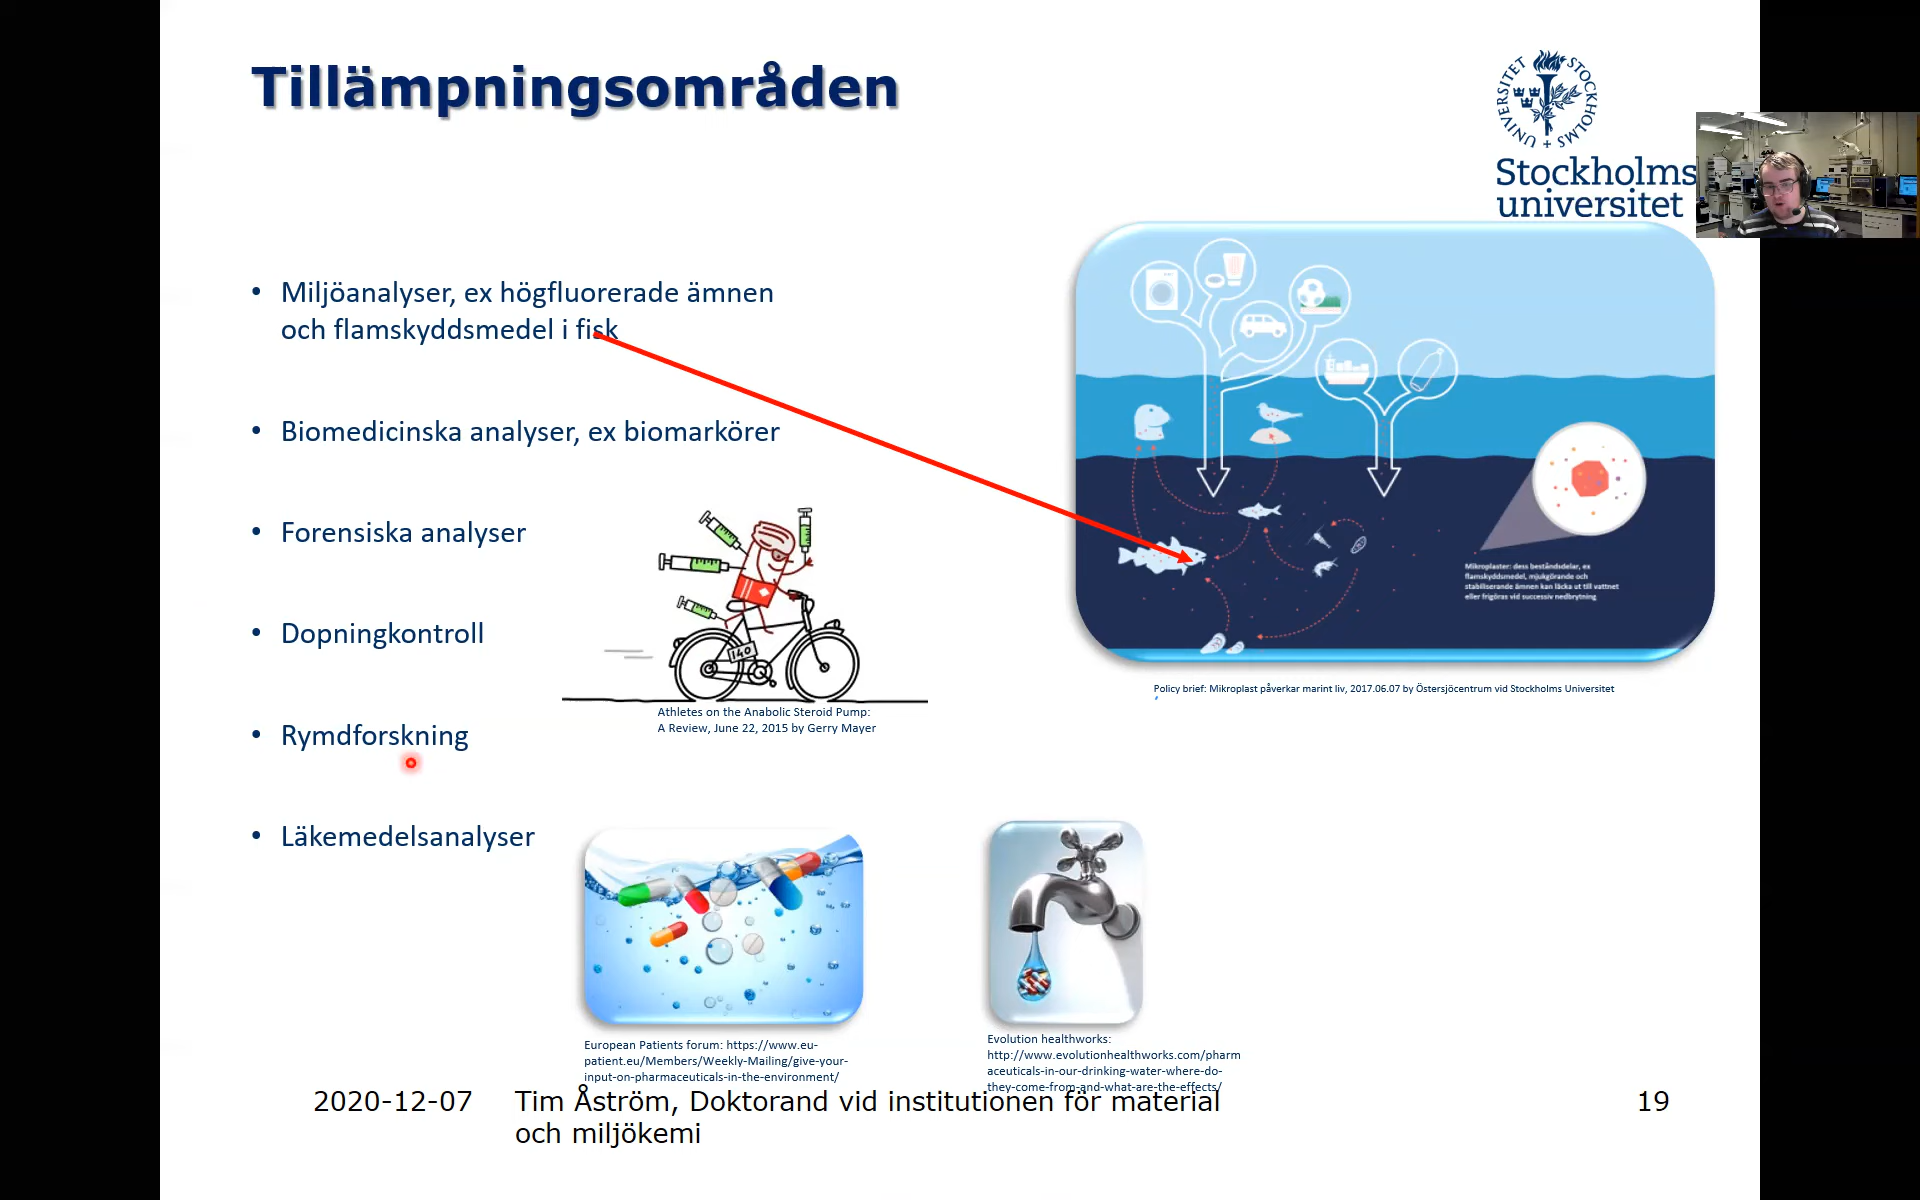 Tillämpningsområden
UNIVERSITET
STOCKHOLMS
Stockholms
universitet
• Miljöanalyser, ex högfluorerade ämnen
och flamskyddsmedel i fisk
• Biomedicinska analyser, ex biomarkörer
• Forensiska analyser
• Dopningkontroll
• Rymdforskning
• Läkemedelsanalyser
140
Athletes on the Anabolic Steroid Pump:
A Review, June 22, 2015 by Gerry Mayer
Mikroplaster: dess beståndsdelar, ex
flamskyddsmedel, mjukgörande och
stabiliserande ämnen kan läcka ut till vattnet
eller frigöras vid successiv nedbrytning
Policy brief: Mikroplast påverkar marint liv, 2017.06.07 by Östersjöcentrum vid Stockholms Universitet
European Patients forum: https://www.eu-
patient.eu/Members/Weekly-Mailing/give-your-
input-on-pharmaceuticals-in-the-environment/
Evolution healthworks:
http://www.evolutionhealthworks.com/pharm
aceuticals-in-our-drinking-water-where-do-
they-come-from-and-what-are-the-effects/
2020-12-07
Tim Åström, Doktorand vid institutionen för material
och miljökemi
19